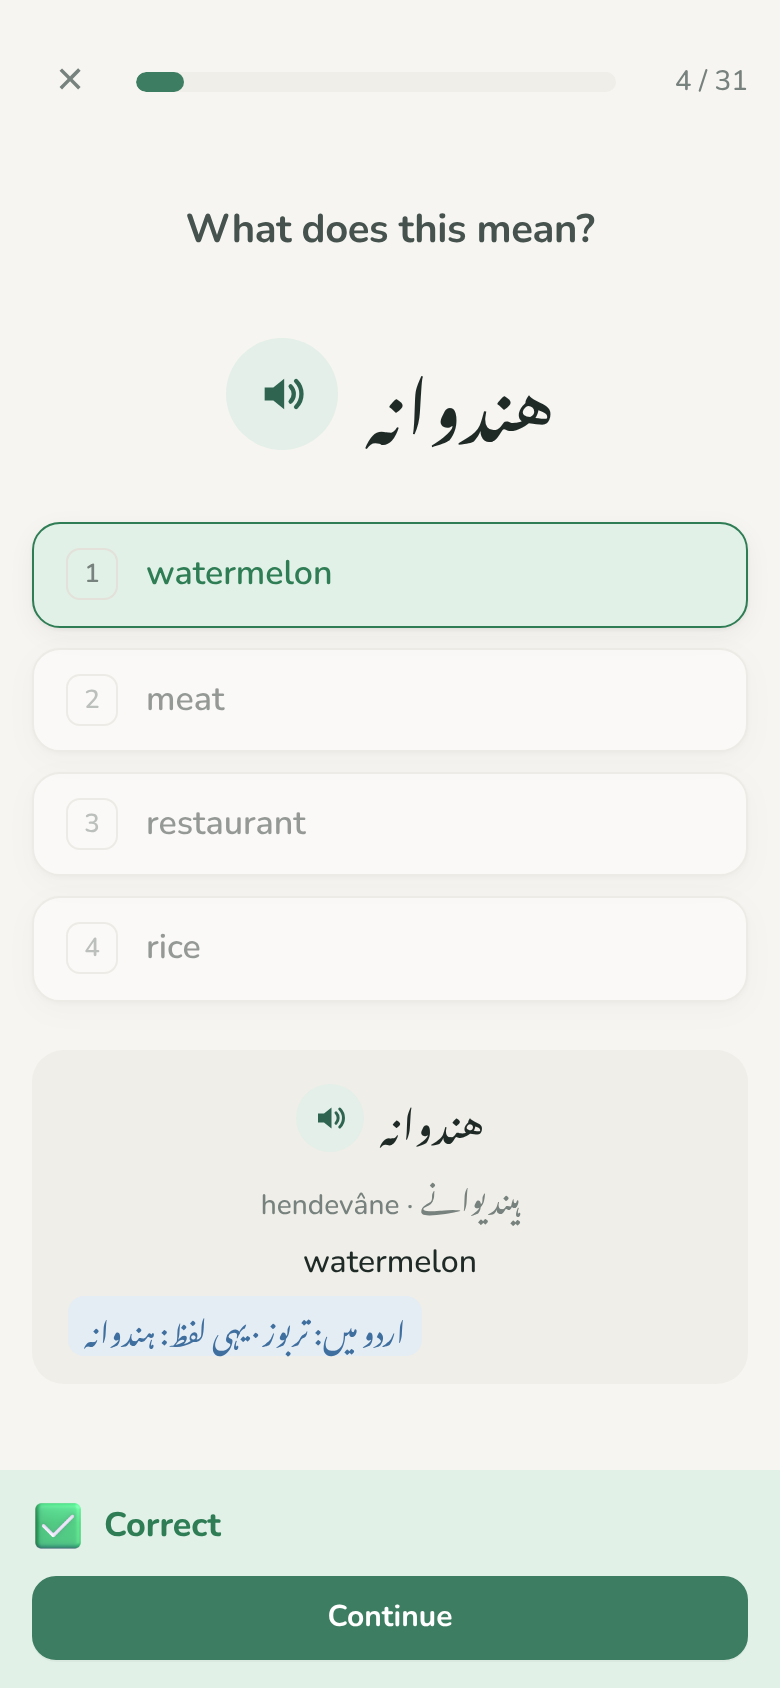 ✕ 4 / 31
What does this mean?
هندوانه
1 watermelon
2 meat
3 restaurant
4 rice
هندوانه
hendevâne · ہیندیوانے
watermelon
اردو میں: تربوز · یہی لفظ: ہندوانہ
Correct
Continue